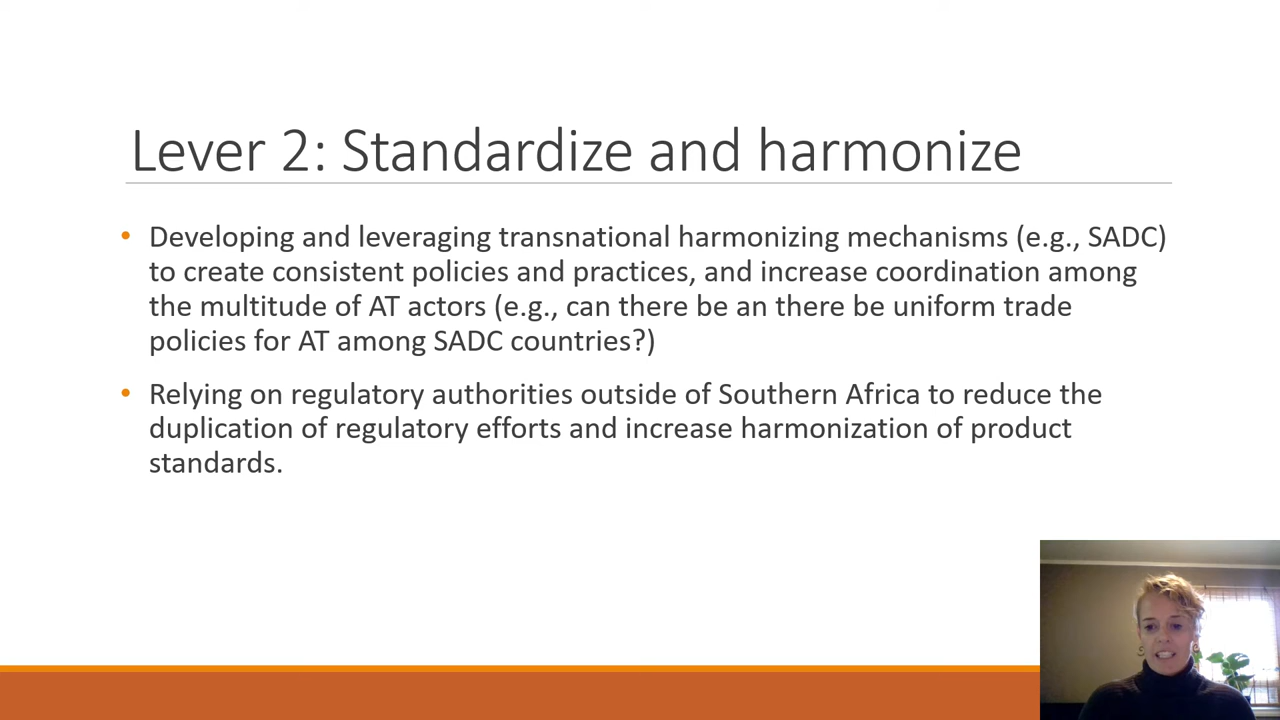 Lever 2: Standardize and harmonize
• Developing and leveraging transnational harmonizing mechanisms (e.g., SADC)
to create consistent policies and practices, and increase coordination among
the multitude of AT actors (e.g., can there be an there be uniform trade
policies for AT among SADC countries?)
• Relying on regulatory authorities outside of Southern Africa to reduce the
duplication of regulatory efforts and increase harmonization of product
standards.